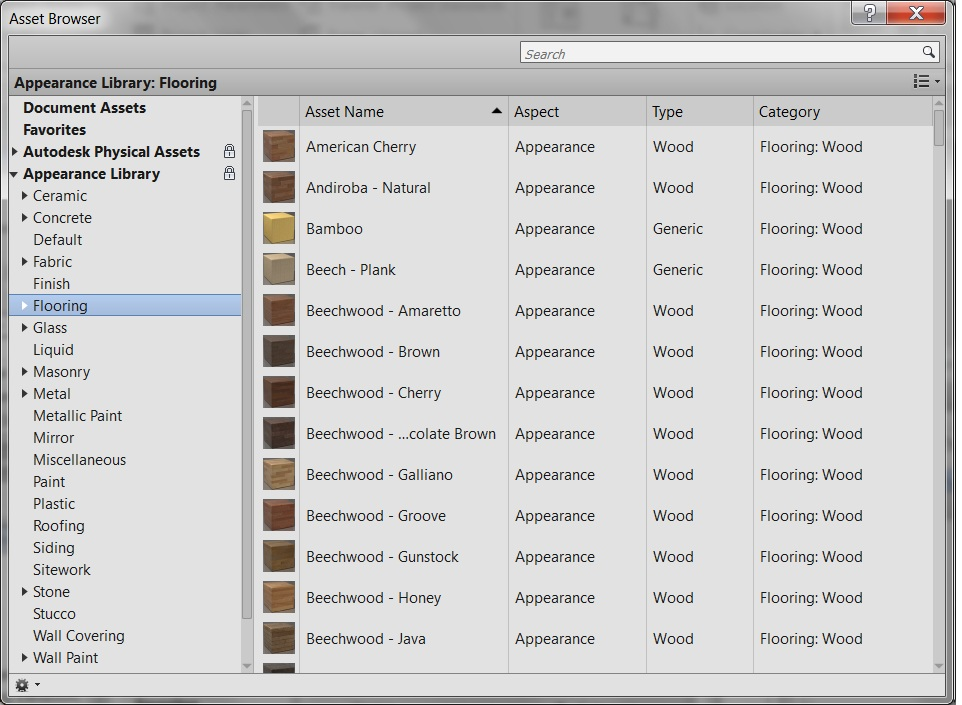 Asset Browser
?
Search
Appearance Library: Flooring
Document Assets
Favorites
Autodesk Physical Assets
Appearance Library
Ceramic
Concrete
Default
Fabric
Finish
Flooring
Glass
Liquid
Masonry
Metal
Metallic Paint
Mirror
Miscellaneous
Paint
Plastic
Roofing
Siding
Sitework
Stone
Stucco
Wall Covering
Wall Paint
Asset Name Aspect Type Category
American Cherry Appearance Wood Flooring: Wood
Andiroba - Natural Appearance Wood Flooring: Wood
Bamboo Appearance Generic Flooring: Wood
Beech - Plank Appearance Generic Flooring: Wood
Beechwood - Amaretto Appearance Wood Flooring: Wood
Beechwood - Brown Appearance Wood Flooring: Wood
Beechwood - Cherry Appearance Wood Flooring: Wood
Beechwood - ...colate Brown Appearance Wood Flooring: Wood
Beechwood - Galliano Appearance Wood Flooring: Wood
Beechwood - Groove Appearance Wood Flooring: Wood
Beechwood - Gunstock Appearance Wood Flooring: Wood
Beechwood - Honey Appearance Wood Flooring: Wood
Beechwood - Java Appearance Wood Flooring: Wood